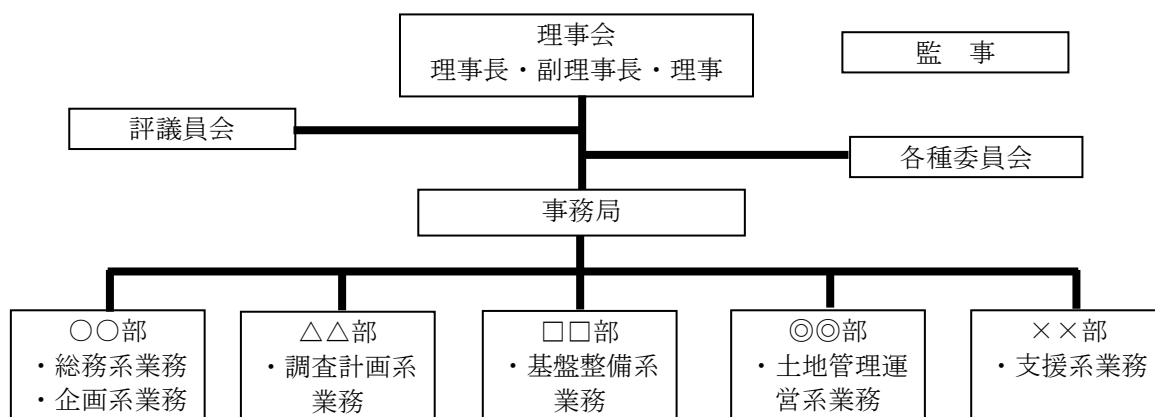 理事会
理事長・副理事長・理事
監　事
評議員会
各種委員会
事務局
○○部
・総務系業務
・企画系業務
△△部
・調査計画系
業務
□□部
・基盤整備系
業務
◎◎部
・土地管理運
営系業務
××部
・支援系業務